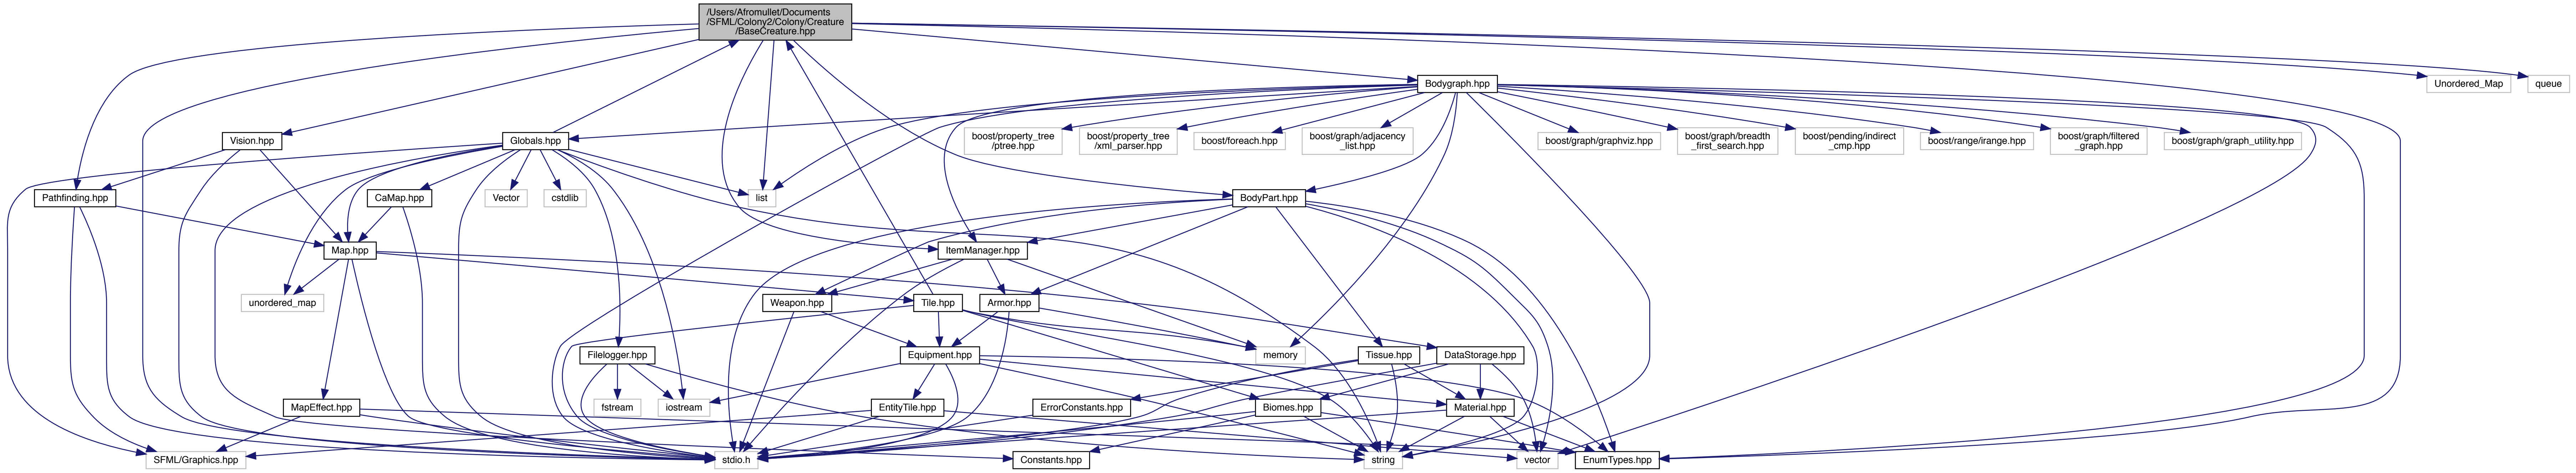 /Users/Afromullet/Documents
/SFML/Colony2/Colony/Creature
/BaseCreature.hpp
Bodygraph.hpp
Unordered_Map
queue
Vision.hpp
Globals.hpp
boost/property_tree
/ptree.hpp
boost/property_tree
/xml_parser.hpp
boost/foreach.hpp
boost/graph/adjacency
_list.hpp
boost/graph/graphviz.hpp
boost/graph/breadth
_first_search.hpp
boost/pending/indirect
_cmp.hpp
boost/range/irange.hpp
boost/graph/filtered
_graph.hpp
boost/graph/graph_utility.hpp
Pathfinding.hpp
CaMap.hpp
Vector
cstdlib
list
BodyPart.hpp
Map.hpp
ItemManager.hpp
unordered_map
Weapon.hpp
Tile.hpp
Armor.hpp
Filelogger.hpp
Equipment.hpp
memory
Tissue.hpp
DataStorage.hpp
MapEffect.hpp
fstream
iostream
EntityTile.hpp
ErrorConstants.hpp
Biomes.hpp
Material.hpp
SFML/Graphics.hpp
stdio.h
Constants.hpp
string
vector
EnumTypes.hpp